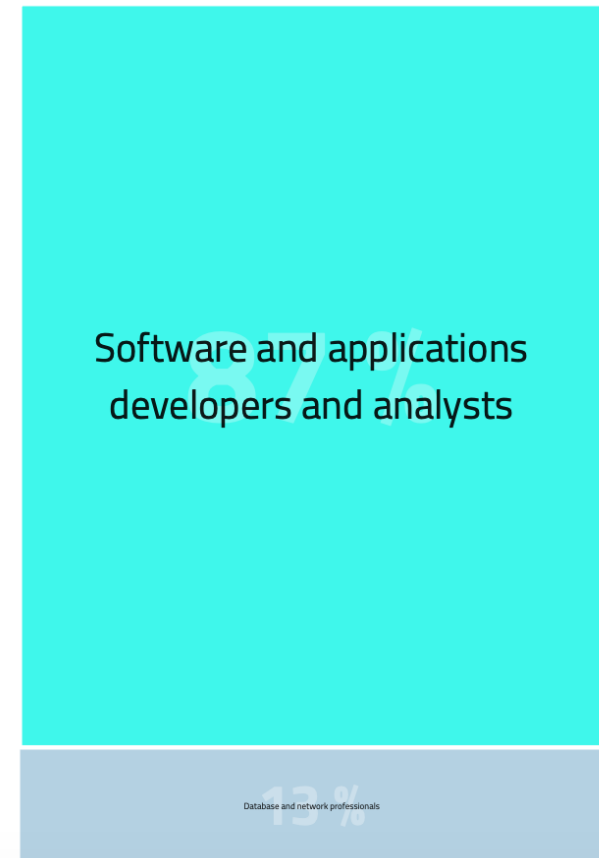 87 %
Software and applications
developers and analysts
13 %
Database and network professionals